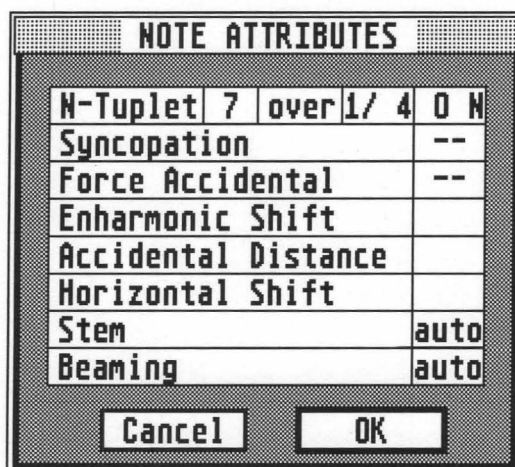 NOTE ATTRIBUTES
N-Tuplet 7 over 1/ 4 O N
Syncopation --
Force Accidental --
Enharmonic Shift
Accidental Distance
Horizontal Shift
Stem auto
Beaming auto
Cancel OK